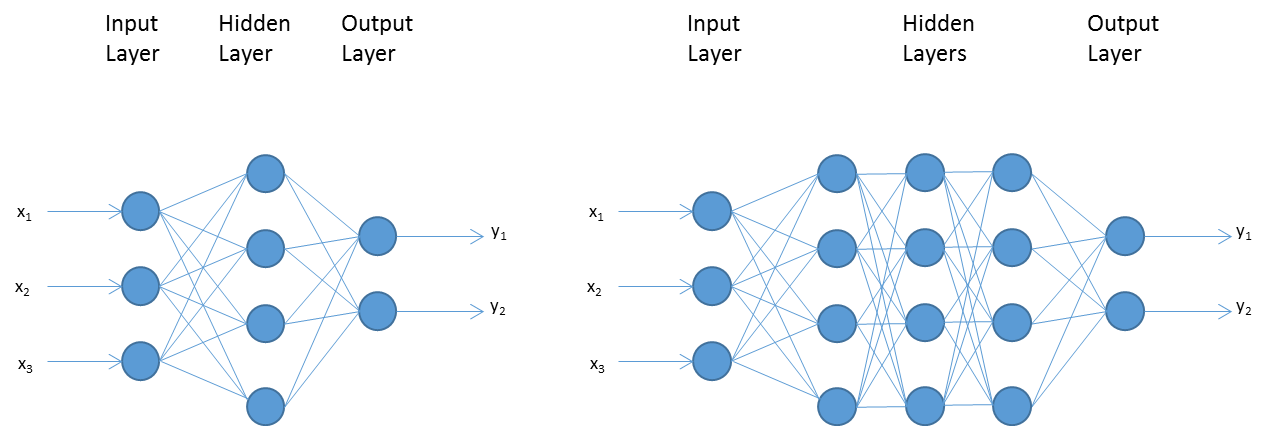 Input
Layer
Hidden
Layer
Output
Layer
x1
x2
x3
y1
y2
Input
Layer
Hidden
Layers
Output
Layer
x1
x2
x3
y1
y2